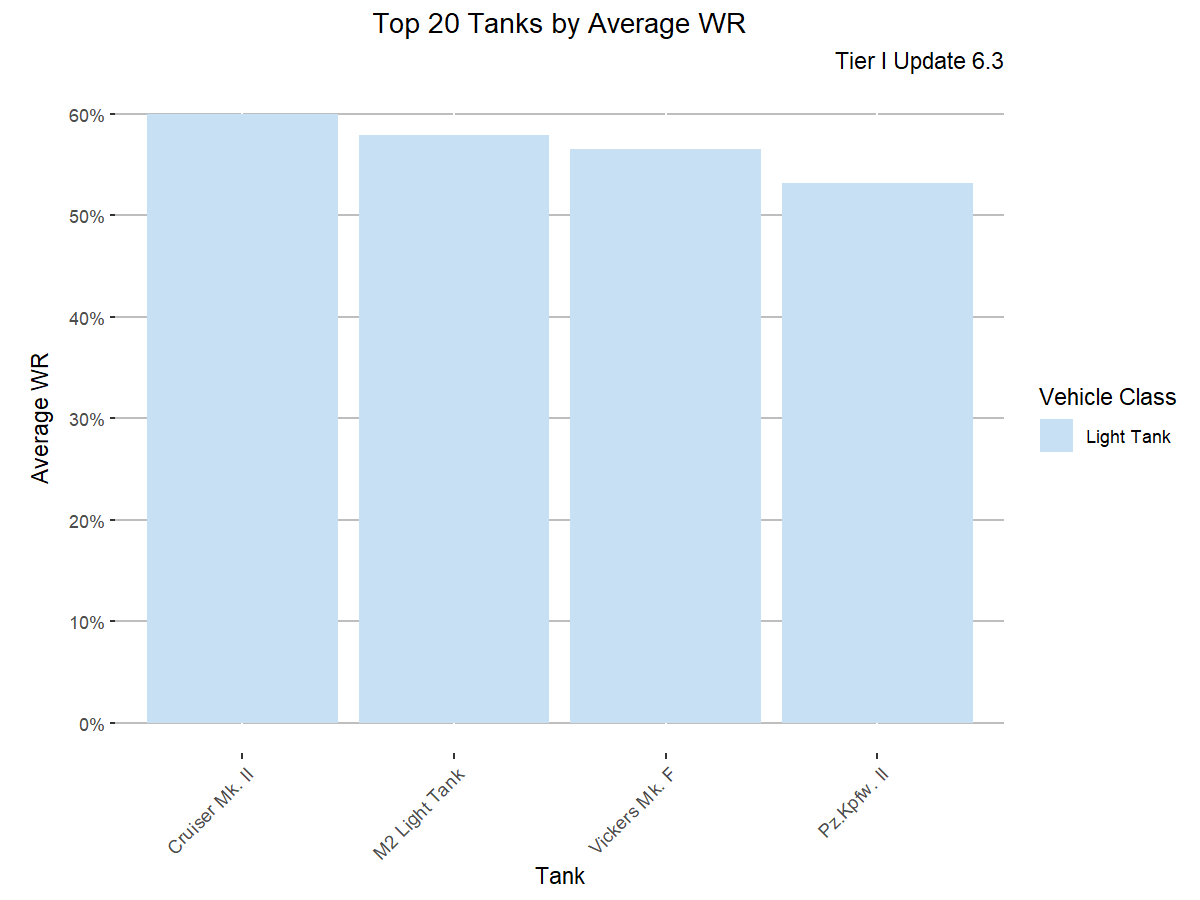 Top 20 Tanks by Average WR
Tier I Update 6.3
60%
50%
40%
30%
20%
10%
0%
Average WR
Cruiser Mk. II
M2 Light Tank
Vickers Mk. F
Pz.Kpfw. II
Tank
Vehicle Class
Light Tank